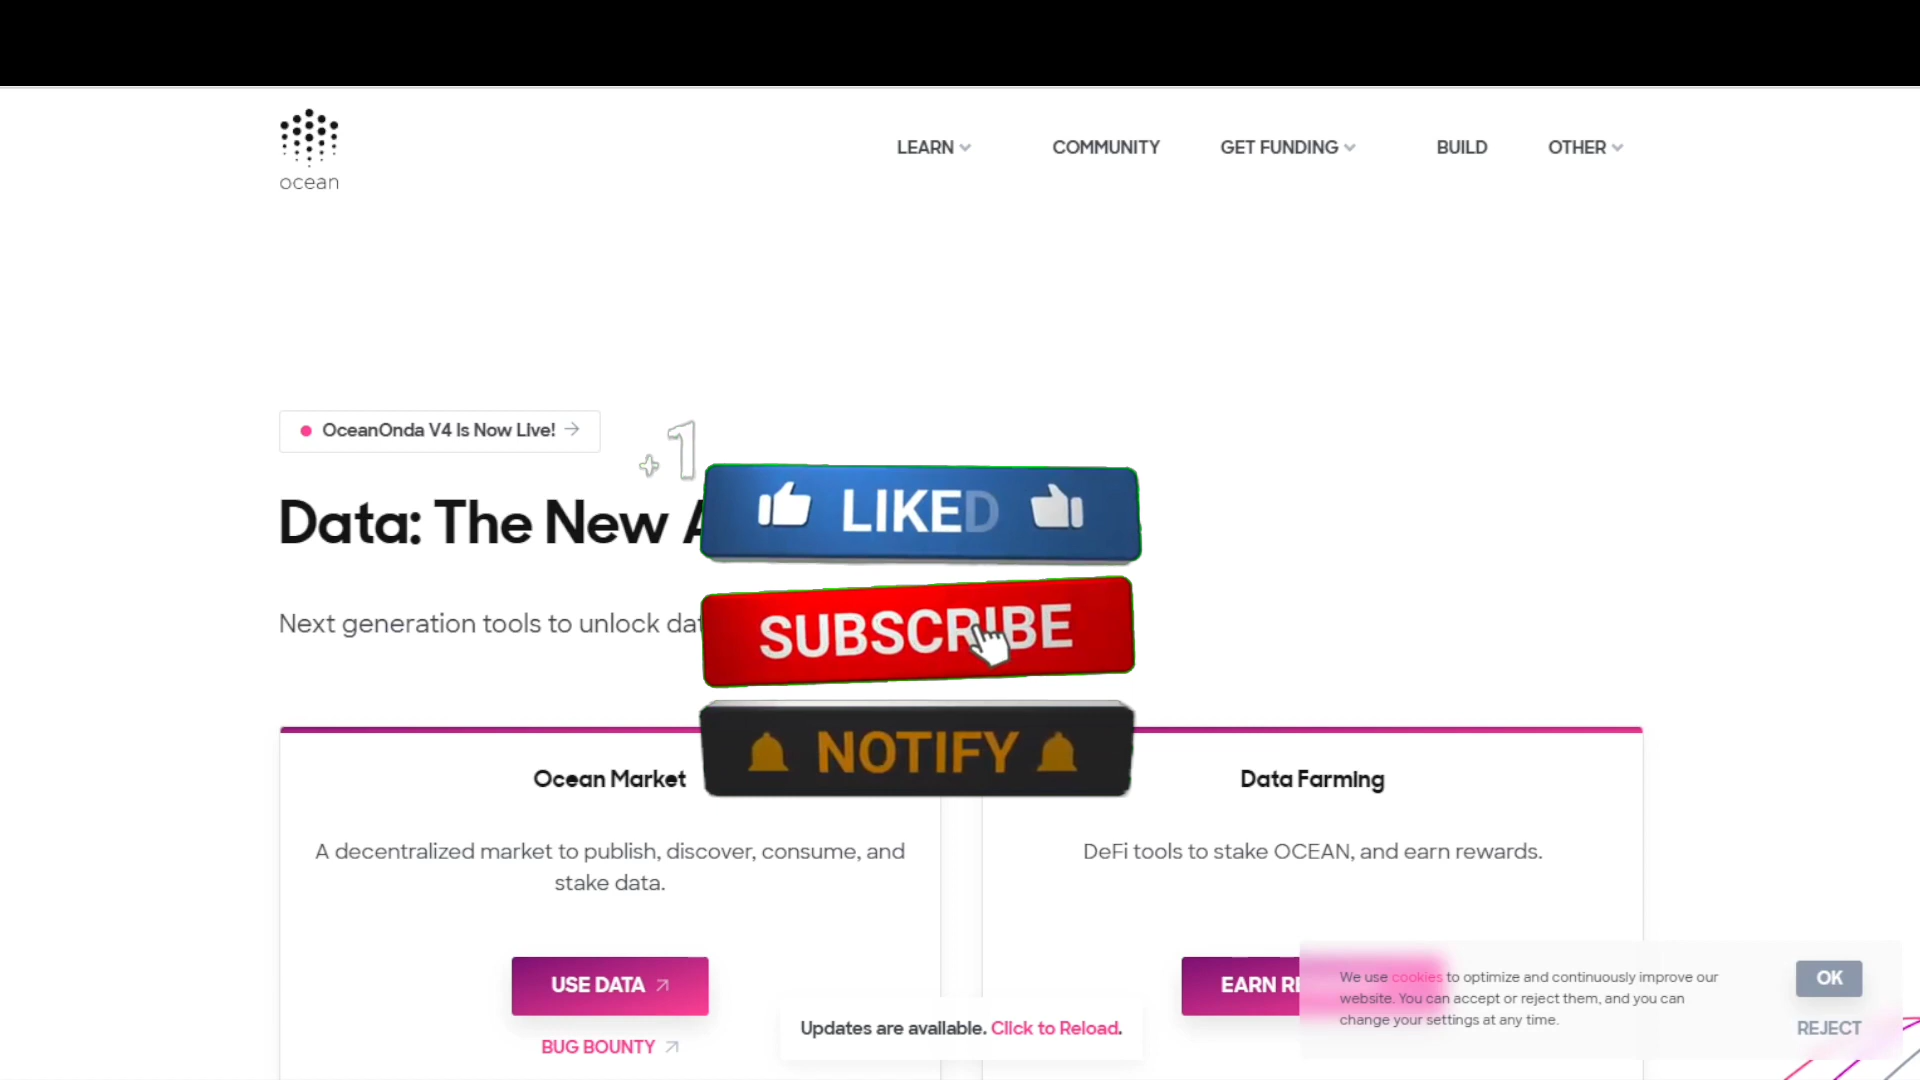 ocean
LEARN
COMMUNITY
GET FUNDING
BUILD
OTHER
OceanOnda V4 Is Now Live!
+1
Data: The New A
LIKED
Next generation tools to unlock dat
SUBSCRIBE
NOTIFY
Ocean Market
A decentralized market to publish, discover, consume, and
stake data.
USE DATA
BUG BOUNTY
Data Farming
DeFi tools to stake OCEAN, and earn rewards.
EARN RE
Updates are available. Click to Reload.
We use cookies to optimize and continuously improve our
website. You can accept or reject them, and you can
change your settings at any time.
OK
REJECT